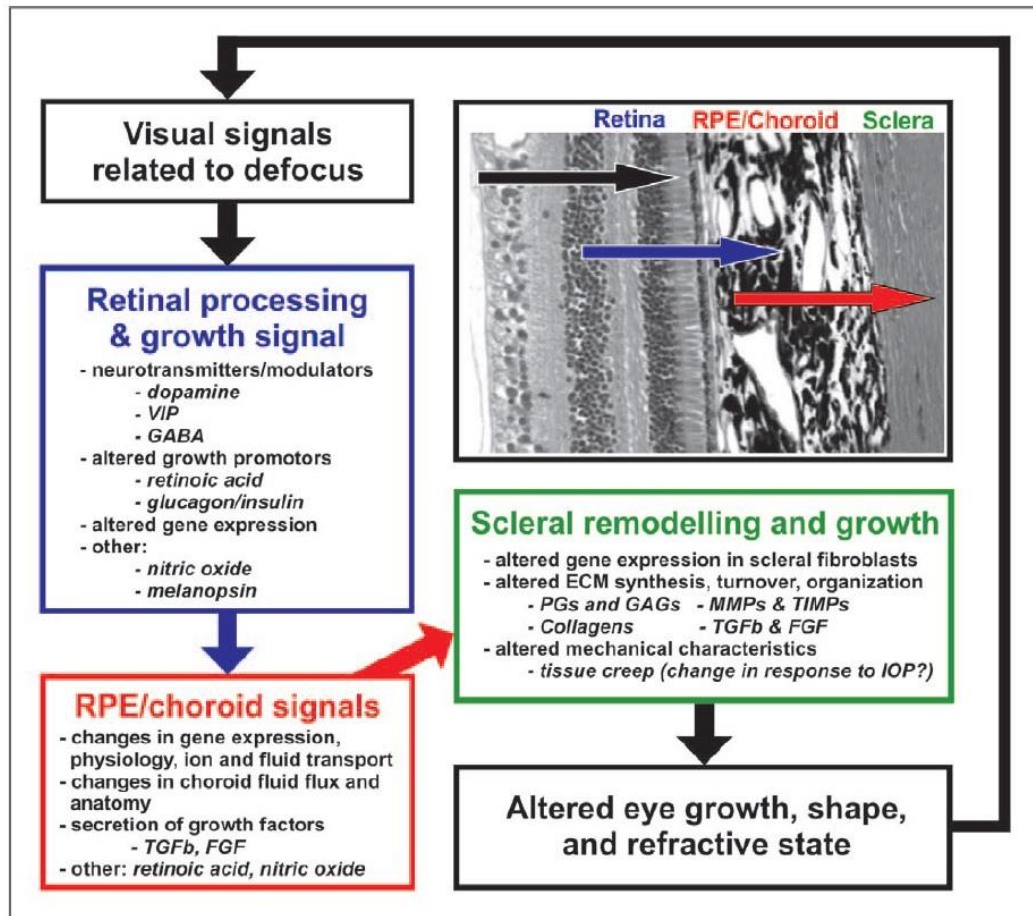 Visual signals
related to defocus
Retinal processing
& growth signal
- neurotransmitters/modulators
- dopamine
- VIP
- GABA
- altered growth promotors
- retinoic acid
- glucagon/insulin
- altered gene expression
- other:
- nitric oxide
- melanopsin
RPE/choroid signals
- changes in gene expression,
physiology, ion and fluid transport
- changes in choroid fluid flux and
anatomy
- secretion of growth factors
- TGFb, FGF
- other: retinoic acid, nitric oxide
Retina RPE/Choroid Sclera
Scleral remodelling and growth
- altered gene expression in scleral fibroblasts
- altered ECM synthesis, turnover, organization
- PGs and GAGs - MMPs & TIMPs
- Collagens - TGFb & FGF
- altered mechanical characteristics
- tissue creep (change in response to IOP?)
Altered eye growth, shape,
and refractive state